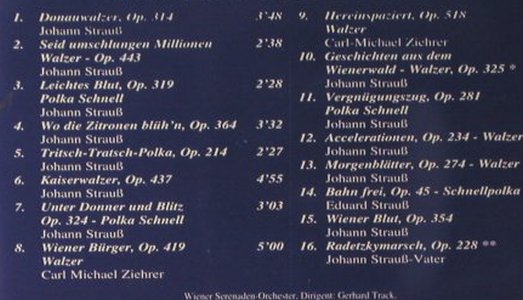 1. Donauwalzer, Op. 314 3'48
Johann Strauß
2. Seid umschlungen Millionen 2'38
Walzer - Op. 443
Johann Strauß
3. Leichtes Blut, Op. 319 2'28
Polka Schnell
Johann Strauß
4. Wo die Zitronen blüh'n, Op. 364 3'32
Johann Strauß
5. Tritsch-Tratsch-Polka, Op. 214 2'27
Johann Strauß
6. Kaiserwalzer, Op. 437 4'55
Johann Strauß
7. Unter Donner und Blitz 3'03
Op. 324 - Polka Schnell
Johann Strauß
8. Wiener Bürger, Op. 419 5'00
Walzer
Carl Michael Ziehrer
9. Hereinspaziert, Op. 518
Walzer
Carl-Michael Ziehrer
10. Geschichten aus dem
Wienerwald - Walzer, Op. 325 *
Johann Strauß
11. Vergnügungszug, Op. 281
Polka Schnell
Johann Strauß
12. Accelerationen, Op. 234 - Walzer
Johann Strauß
13. Morgenblätter, Op. 274 - Walzer
Johann Strauß
14. Bahn frei, Op. 45 - Schnellpolka
Eduard Strauß
15. Wiener Blut, Op. 354
Johann Strauß
16. Radetzkymarsch, Op. 228 **
Johann Strauß-Vater
Wiener Serenaden-Orchester, Dirigent: Gerhard Track.